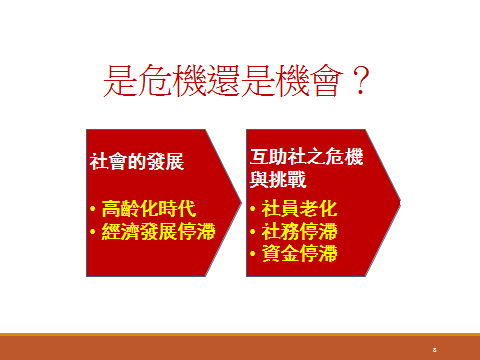 是危機還是機會？
社會的發展
• 高齡化時代
• 經濟發展停滯
互助社之危機
與挑戰
• 社員老化
• 社務停滯
• 資金停滯
8